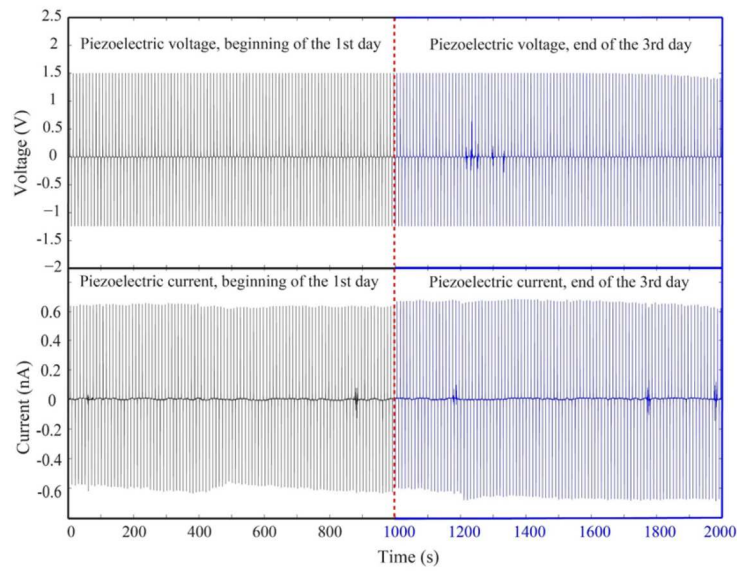 2.5
Piezoelectric voltage, beginning of the 1st day
Piezoelectric voltage, end of the 3rd day
2
1.5
1
0.5
0
-0.5
−1
-1.5
−2
Voltage (V)
Piezoelectric current, beginning of the 1st day
Piezoelectric current, end of the 3rd day
0.6
0.4
0.2
0
-0.2
-0.4
-0.6
Current (nA)
0 200 400 600 800 1000 1200 1400 1600 1800 2000
Time (s)